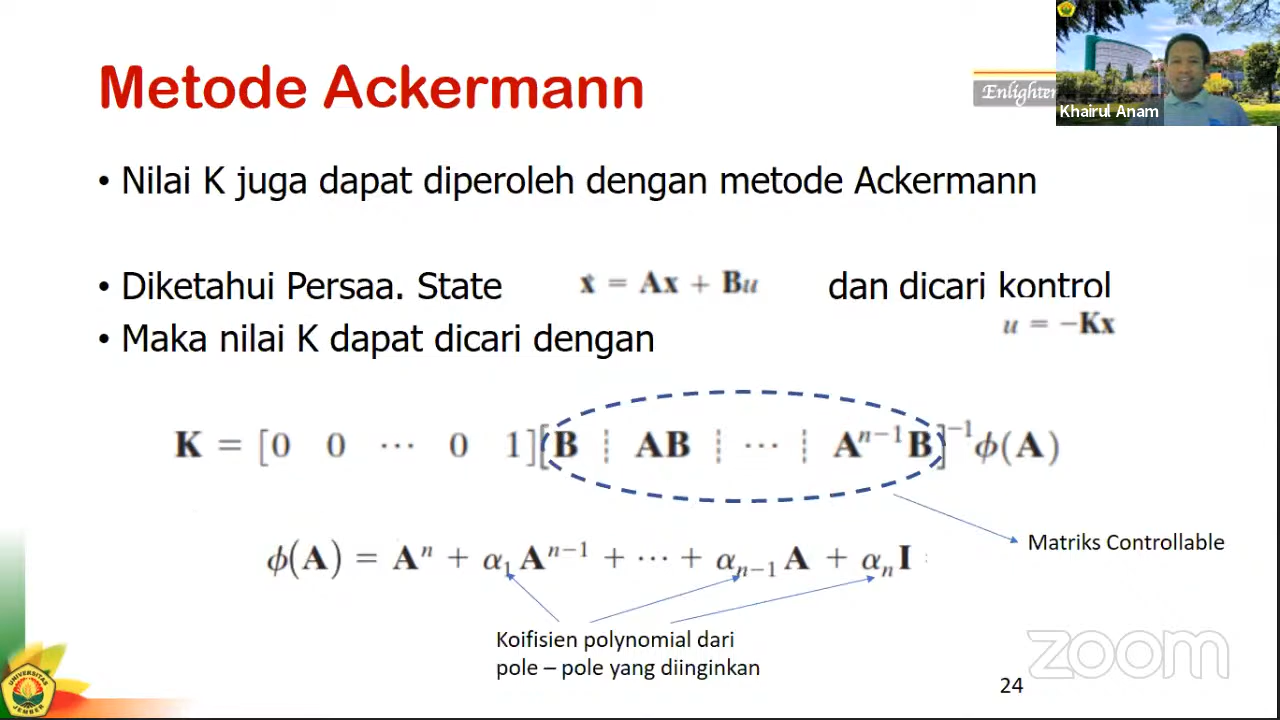 Metode Ackermann
Enlighten
Khairul Anam
• Nilai K juga dapat diperoleh dengan metode Ackermann
• Diketahui Persaa. State ẋ = Ax + Bu dan dicari kontrol
u = −Kx
• Maka nilai K dapat dicari dengan
K = [0 0 ⋯ 0 1][B ⋮ AB ⋮ ⋯ ⋮ Aⁿ⁻¹B]⁻¹ϕ(A)
Matriks Controllable
ϕ(A) = Aⁿ + α₁Aⁿ⁻¹ + ⋯ + αₙ₋₁A + αₙI
Koifisien polynomial dari
pole – pole yang diinginkan
zoom
24
UNIVERSITAS
JEMBER